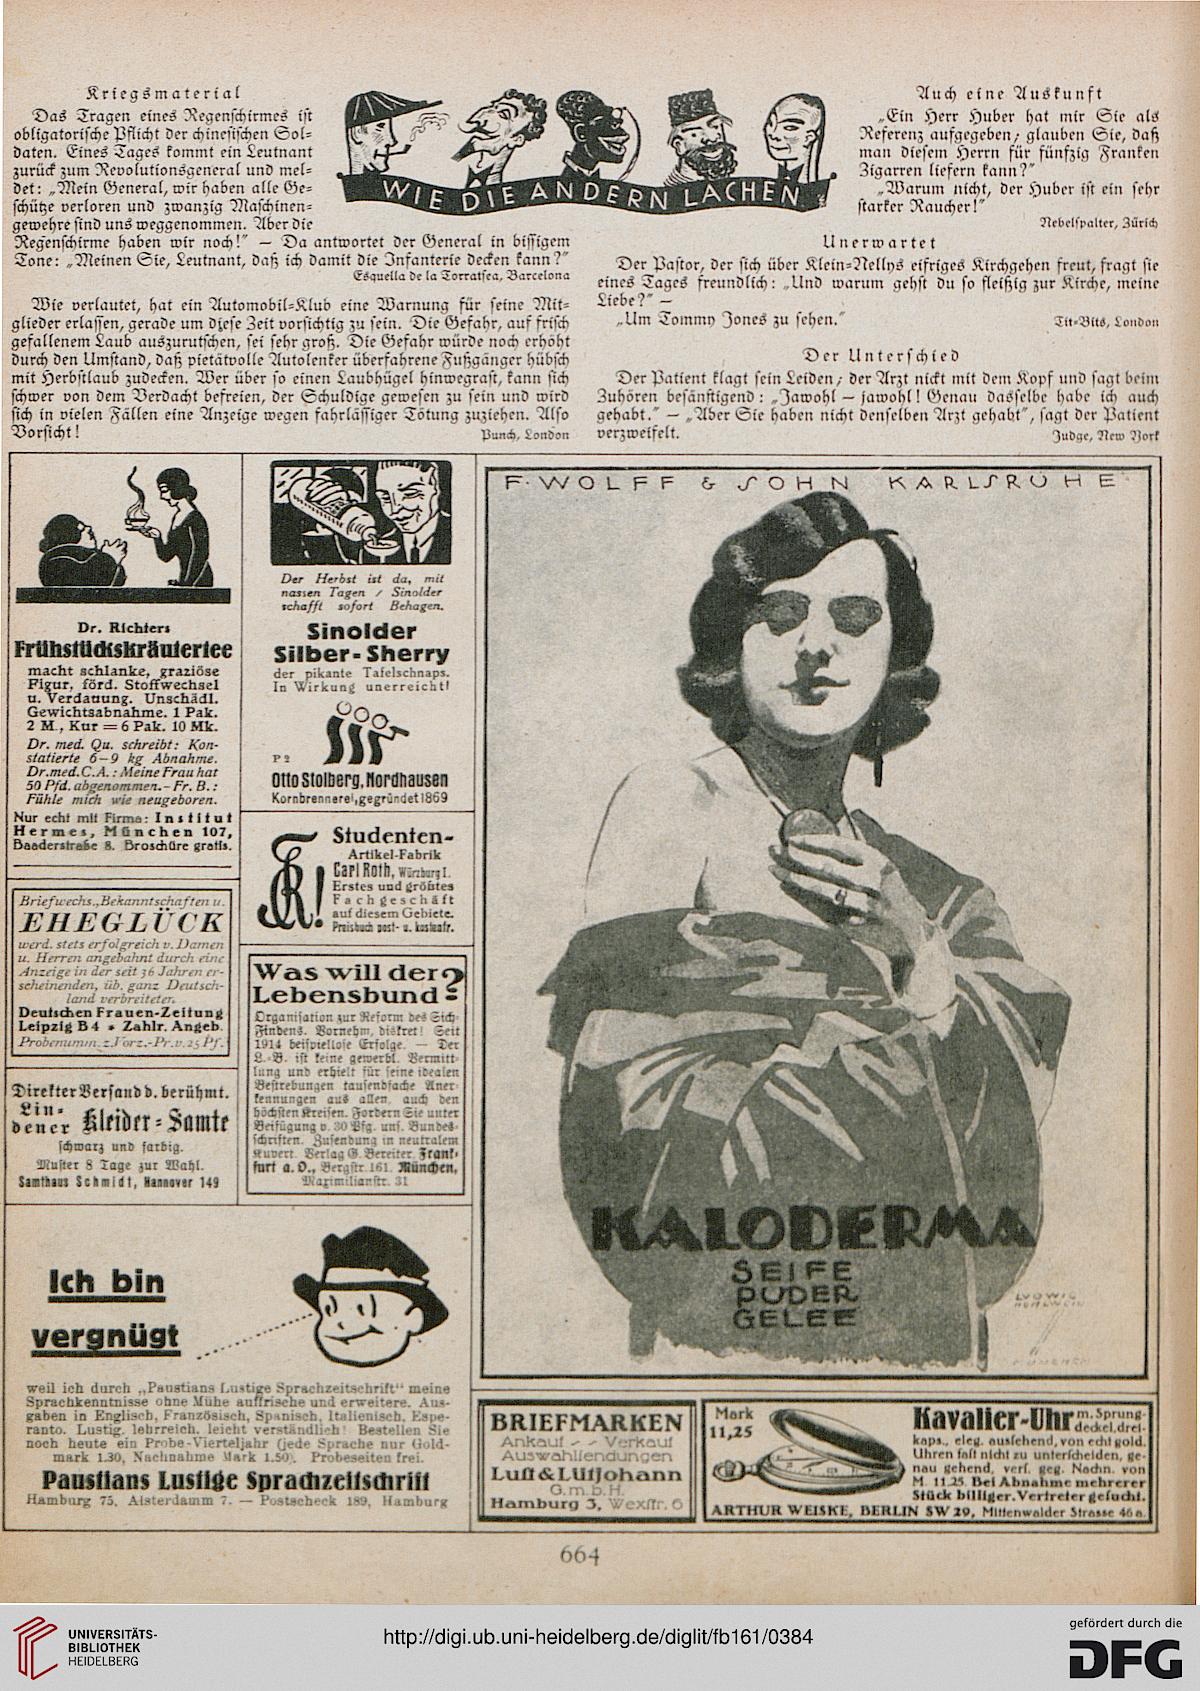 Kriegsmaterial
Das Tragen eines Regenschirmes ist
obligatorische Pflicht der chinesischen Sol=
daten. Eines Tages kommt ein Leutnant
zurück zum Revolutionsgeneral und mel=
det: „Mein General, wir haben alle Ge=
schütze verloren und zwanzig Maschinen=
gewehre sind uns weggenommen. Aber die
Regenschirme haben wir noch!" — Da antwortet der General in bissigem
Tone: „Meinen Sie, Leutnant, daß ich damit die Infanterie decken kann?"
Esquella de la Torratsea, Barcelona
Wie verlautet, hat ein Automobil=Klub eine Warnung für seine Mit=
glieder erlassen, gerade um diese Zeit vorsichtig zu sein. Die Gefahr, auf frisch
gefallenem Laub auszurutschen, sei sehr groß. Die Gefahr würde noch erhöht
durch den Umstand, daß pietätvolle Autolenker überfahrene Fußgänger hübsch
mit Herbstlaub zudecken. Wer über so einen Laubhügel hinwegrast, kann sich
schwer von dem Verdacht befreien, der Schuldige gewesen zu sein und wird
sich in vielen Fällen eine Anzeige wegen fahrlässiger Tötung zuziehen. Also
Vorsicht!
Punch, London
WIE DIE ANDERN LACHEN
Auch eine Auskunft
„Ein Herr Huber hat mir Sie als
Referenz aufgegeben; glauben Sie, daß
man diesem Herrn für fünfzig Franken
Zigarren liefern kann?"
„Warum nicht, der Huber ist ein sehr
starker Raucher!"
Nebelspalter, Zürich
Unerwartet
Der Pastor, der sich über Klein=Nellys eifriges Kirchgehen freut, fragt sie
eines Tages freundlich: „Und warum gehst du so fleißig zur Kirche, meine
Liebe?" —
„Um Tommy Jones zu sehen."
Tit=Bits, London
Der Unterschied
Der Patient klagt sein Leiden; der Arzt nickt mit dem Kopf und sagt beim
Zuhören besänftigend: „Jawohl — jawohl! Genau dasselbe habe ich auch
gehabt." — „Aber Sie haben nicht denselben Arzt gehabt", sagt der Patient
verzweifelt.
Judge, New York
Dr. Richters
Frühstückskräutertee
macht schlanke, graziöse
Figur, förd. Stoffwechsel
u. Verdauung. Unschädl.
Gewichtsabnahme. 1 Pak.
2 M., Kur = 6 Pak. 10 Mk.
Dr. med. Qu. schreibt: Kon-
statierte 6–9 kg Abnahme.
Dr. med. C. A.: Meine Frau hat
50 Pfd. abgenommen. – Fr. B.:
Fühle mich wie neugeboren.
Nur echt mit Firma: Institut
Hermes, München 107,
Baaderstraße 8. Broschüre gratis.
Briefwechs., Bekanntschaften u.
EHEGLÜCK
werd. stets erfolgreich v. Damen
u. Herren angebahnt durch eine
Anzeige in der seit 36 Jahren er-
scheinenden, üb. ganz Deutsch-
land verbreiteten
Deutschen Frauen-Zeitung
Leipzig B 4 * Zahlr. Angeb.
Probenumm. z. Vorz.-Pr. v. 25 Pf.
Direkter Versand d. berühmt.
Lin=
dener Kleider=Samte
schwarz und farbig.
Muster 8 Tage zur Wahl.
Samthaus Schmidt, Hannover 149
Der Herbst ist da, mit
nassen Tagen / Sinolder
schafft sofort Behagen.
Sinolder
Silber-Sherry
der pikante Tafelschnaps.
In Wirkung unerreicht!
P 2
Otto Stolberg, Nordhausen
Kornbrennerei, gegründet 1869
Studenten-
Artikel-Fabrik
Carl Roth, Würzburg I.
Erstes und größtes
Fachgeschäft
auf diesem Gebiete.
Preisbuch post- u. kostenfr.
Was will der
Lebensbund?
Organisation zur Reform des Sich=
Findens. Vornehm, diskret! Seit
1914 beispiellose Erfolge. — Der
L.=B. ist keine gewerbl. Vermitt=
lung und erhielt für seine idealen
Bestrebungen tausendfache Aner=
kennungen aus allen, auch den
höchsten Kreisen. Fordern Sie unter
Beifügung v. 30 Pfg. uns. Bundes=
schriften. Zusendung in neutralem
Kuvert. Verlag G. Bereiter, Frank=
furt a. O., Bergstr. 161. München,
Maximilianstr. 31
Ich bin
vergnügt
weil ich durch „Paustians Lustige Sprachzeitschrift" meine
Sprachkenntnisse ohne Mühe auffrische und erweitere. Aus-
gaben in Englisch, Französisch, Spanisch, Italienisch, Espe-
ranto. Lustig, lehrreich, leicht verständlich! Bestellen Sie
noch heute ein Probe-Vierteljahr (jede Sprache nur Gold-
mark 1.30, Nachnahme Mark 1.50). Probeseiten frei.
Paustians Lustige Sprachzeitschrift
Hamburg 75, Alsterdamm 7. — Postscheck 189, Hamburg
F. WOLFF & SOHN KARLSRUHE
KALODERMA
SEIFE
PUDER
GELEE
LUDWIG
HOHLWEIN
MÜNCHEN
BRIEFMARKEN
Ankauf - - Verkauf
Auswahlsendungen
Luft & Lütjohann
G.m.b.H.
Hamburg 3, Wexstr. 6
Mark
11,25
Kavalier-Uhr m. Sprung-
deckel, drei-
kaps., eleg. aussehend, von echt gold.
Uhren fast nicht zu unterscheiden, ge-
nau gehend, vers. geg. Nachn. von
M. 11.25. Bei Abnahme mehrerer
Stück billiger. Vertreter gesucht.
ARTHUR WEISKE, BERLIN SW 29, Mittenwalder Strasse 46 a.
664
UNIVERSITÄTS-
BIBLIOTHEK
HEIDELBERG
http://digi.ub.uni-heidelberg.de/diglit/fb161/0384
gefördert durch die
DFG